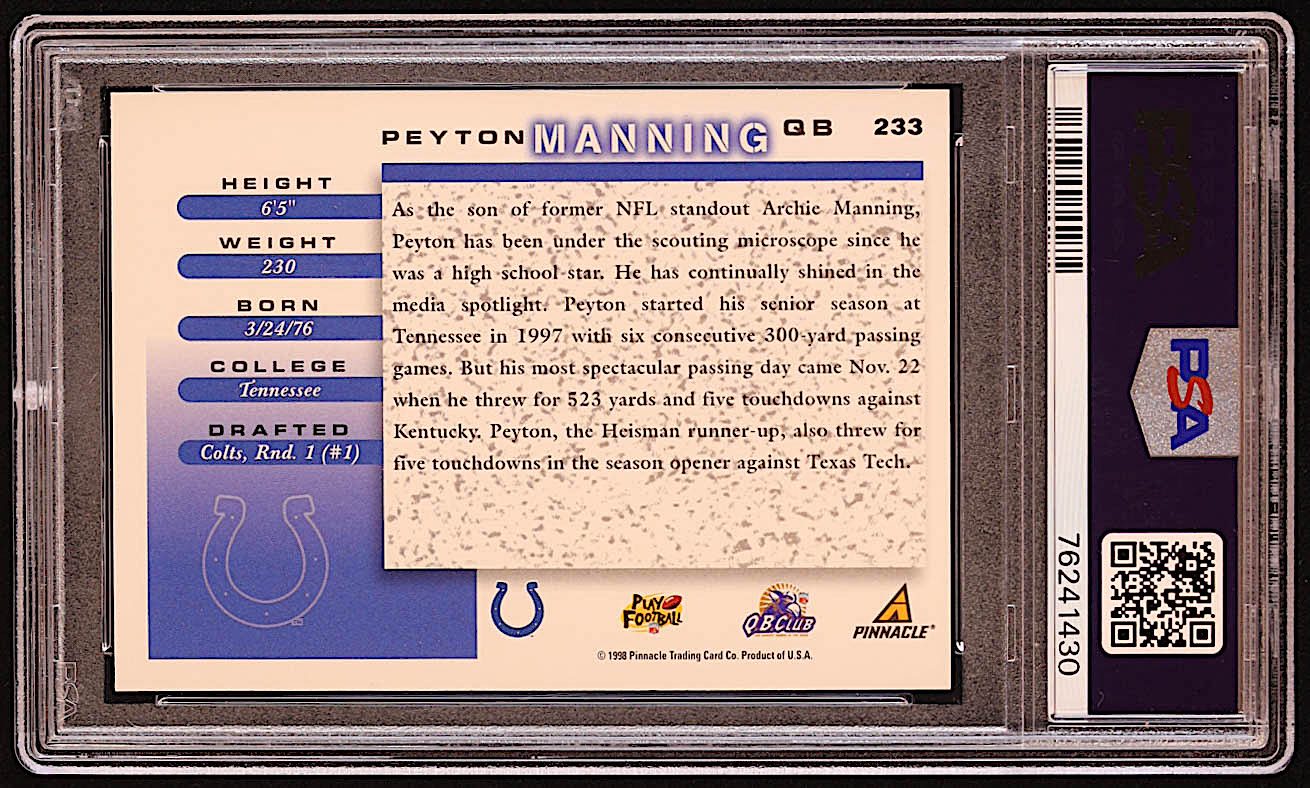 PEYTON MANNING QB 233
HEIGHT
6'5"
WEIGHT
230
BORN
3/24/76
COLLEGE
Tennessee
DRAFTED
Colts, Rnd. 1 (#1)
As the son of former NFL standout Archie Manning,
Peyton has been under the scouting microscope since he
was a high school star. He has continually shined in the
media spotlight. Peyton started his senior season at
Tennessee in 1997 with six consecutive 300-yard passing
games. But his most spectacular passing day came Nov. 22
when he threw for 523 yards and five touchdowns against
Kentucky. Peyton, the Heisman runner-up, also threw for
five touchdowns in the season opener against Texas Tech.
PLAY
FOOTBALL
QB CLUB
PINNACLE®
© 1998 Pinnacle Trading Card Co. Product of U.S.A.
PSA
PSA
76241430
PSA